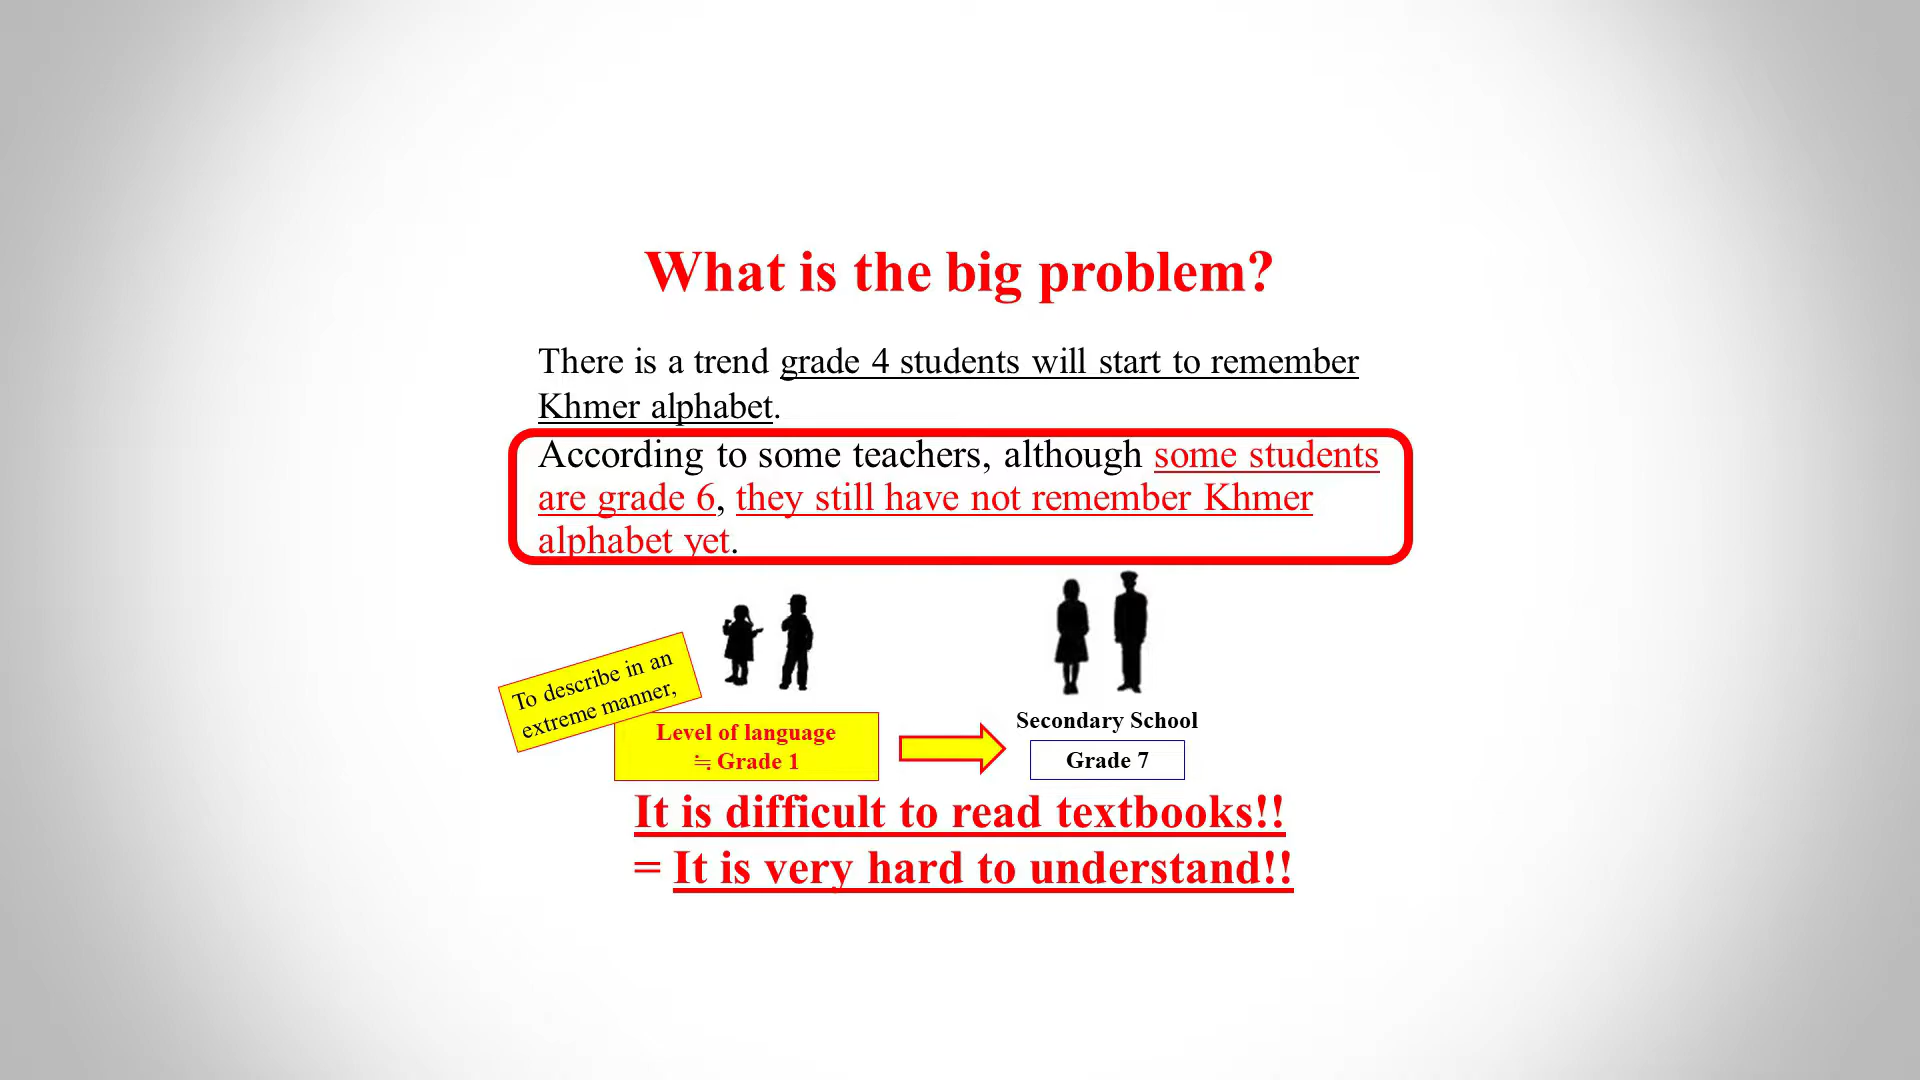 What is the big problem?
There is a trend grade 4 students will start to remember
Khmer alphabet.
According to some teachers, although some students
are grade 6, they still have not remember Khmer
alphabet yet.
To describe in an
extreme manner,
Level of language
≒ Grade 1
Secondary School
Grade 7
It is difficult to read textbooks!!
= It is very hard to understand!!